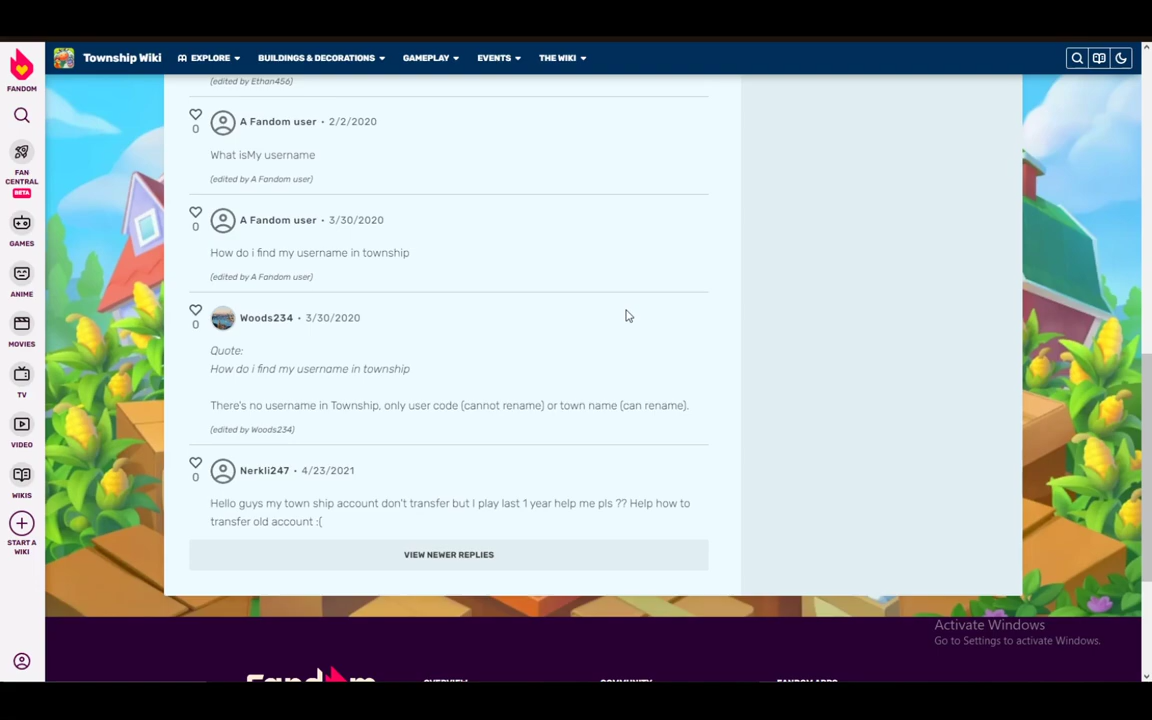 Township Wiki EXPLORE BUILDINGS & DECORATIONS GAMEPLAY EVENTS THE WIKI
FANDOM
FAN
CENTRAL
BETA
GAMES
ANIME
MOVIES
TV
VIDEO
WIKIS
START A
WIKI
(edited by Ethan456)
0
A Fandom user • 2/2/2020
What isMy username
(edited by A Fandom user)
0
A Fandom user • 3/30/2020
How do i find my username in township
(edited by A Fandom user)
0
Woods234 • 3/30/2020
Quote:
How do i find my username in township
There's no username in Township, only user code (cannot rename) or town name (can rename).
(edited by Woods234)
0
Nerkli247 • 4/23/2021
Hello guys my town ship account don't transfer but I play last 1 year help me pls ?? Help how to
transfer old account :(
VIEW NEWER REPLIES
Activate Windows
Go to Settings to activate Windows.
Fandom
OVERVIEW
COMMUNITY
FANDOM APPS